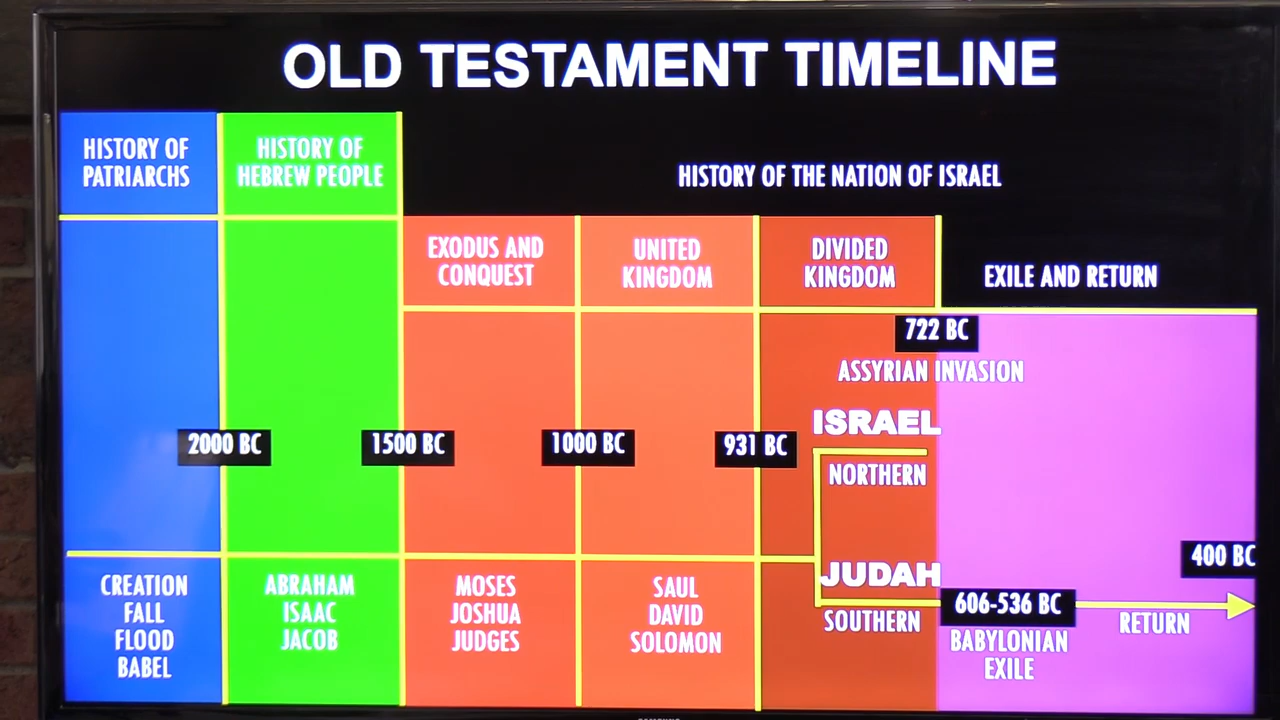 OLD TESTAMENT TIMELINE
HISTORY OF
PATRIARCHS
HISTORY OF
HEBREW PEOPLE
HISTORY OF THE NATION OF ISRAEL
EXODUS AND
CONQUEST
UNITED
KINGDOM
DIVIDED
KINGDOM
EXILE AND RETURN
722 BC
ASSYRIAN INVASION
ISRAEL
NORTHERN
2000 BC
1500 BC
1000 BC
931 BC
400 BC
JUDAH
SOUTHERN
606-536 BC
BABYLONIAN
EXILE
RETURN
CREATION
FALL
FLOOD
BABEL
ABRAHAM
ISAAC
JACOB
MOSES
JOSHUA
JUDGES
SAUL
DAVID
SOLOMON